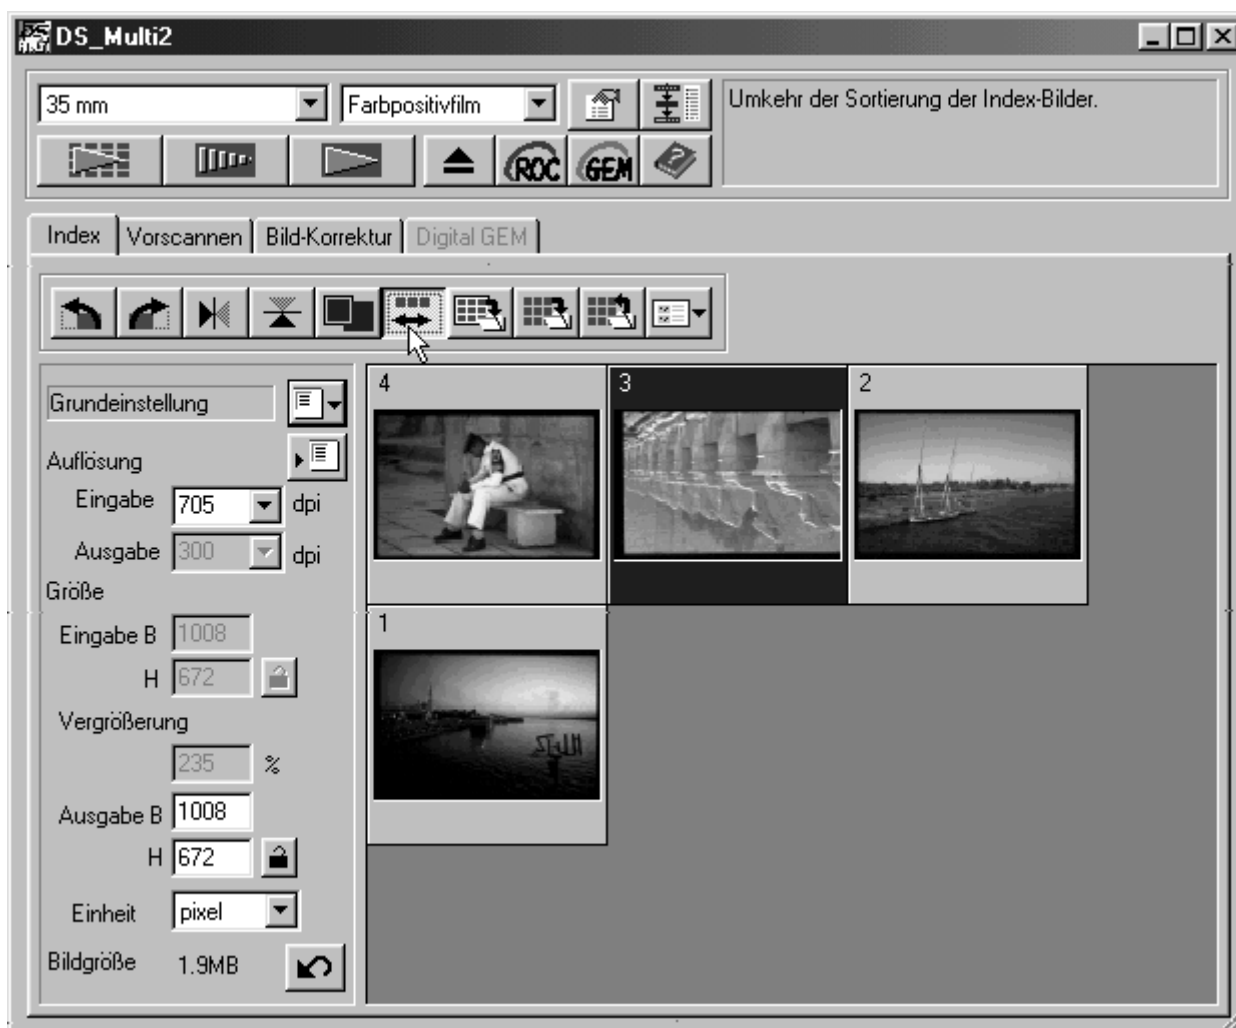 DS_Multi2
35 mm
Farbpositivfilm
Umkehr der Sortierung der Index-Bilder.
ROC
GEM
Index
Vorscannen
Bild-Korrektur
Digital GEM
Grundeinstellung
Auflösung
Eingabe 705 dpi
Ausgabe 300 dpi
Größe
Eingabe B 1008
H 672
Vergrößerung
235 %
Ausgabe B 1008
H 672
Einheit pixel
Bildgröße 1.9MB
4
3
2
1